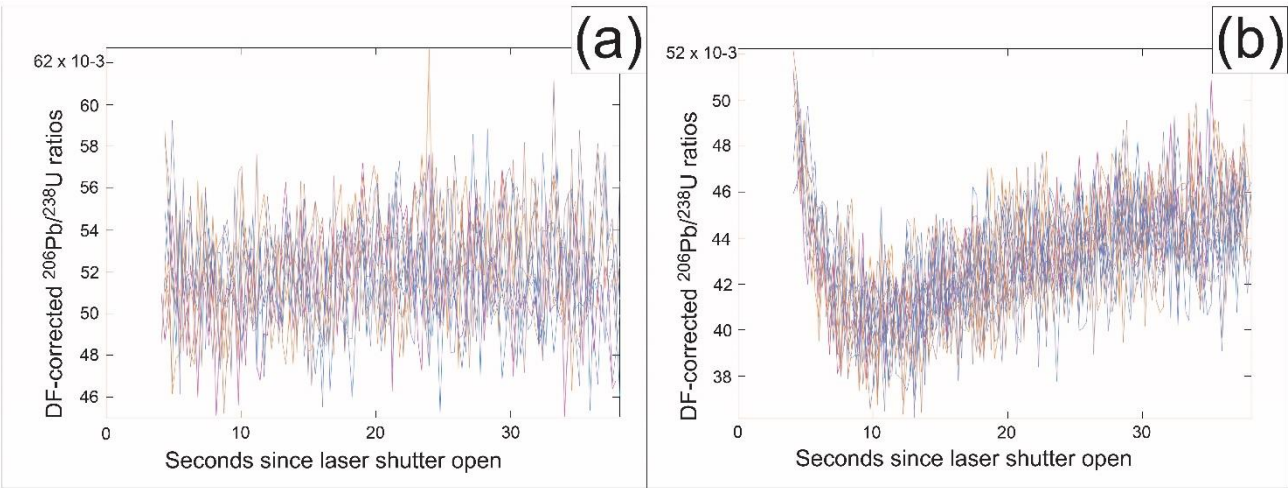 (a)
62 x 10-3
60
58
56
54
52
50
48
46
DF-corrected ²⁰⁶Pb/²³⁸U ratios
0 10 20 30
Seconds since laser shutter open
(b)
52 x 10-3
50
48
46
44
42
40
38
DF-corrected ²⁰⁶Pb/²³⁸U ratios
0 10 20 30
Seconds since laser shutter open